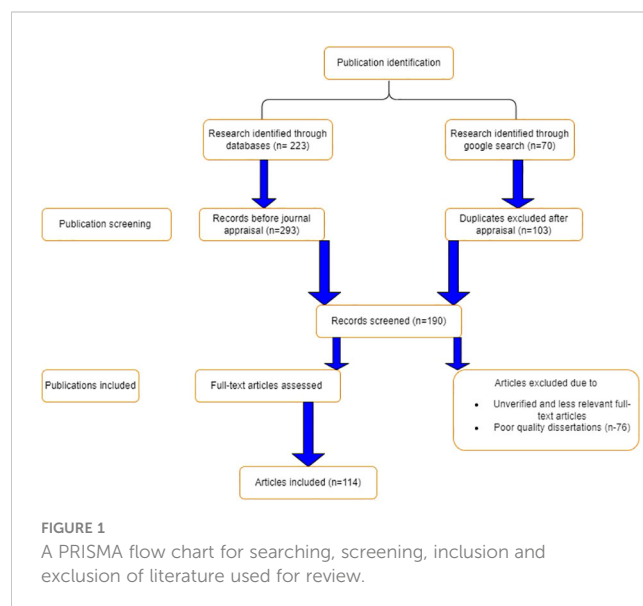 Publication identification
Research identified through
databases (n= 223)
Research identified through
google search (n=70)
Publication screening
Records before journal
appraisal (n=293)
Duplicates excluded after
appraisal (n=103)
Records screened (n=190)
Publications included
Full-text articles assessed
Articles excluded due to
• Unverified and less relevant full-
text articles
• Poor quality dissertations (n-76)
Articles included (n=114)
FIGURE 1
A PRISMA flow chart for searching, screening, inclusion and
exclusion of literature used for review.